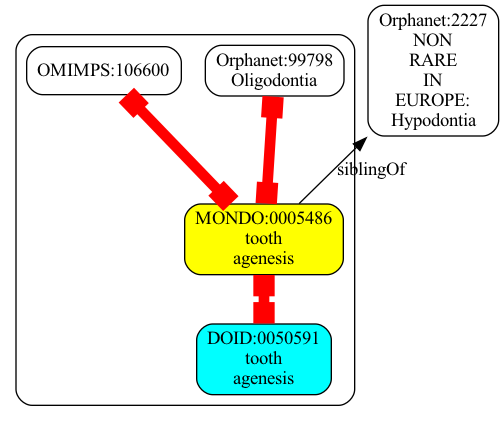 Orphanet:2227
NON
RARE
IN
EUROPE:
Hypodontia
OMIMPS:106600
Orphanet:99798
Oligodontia
siblingOf
MONDO:0005486
tooth
agenesis
DOID:0050591
tooth
agenesis